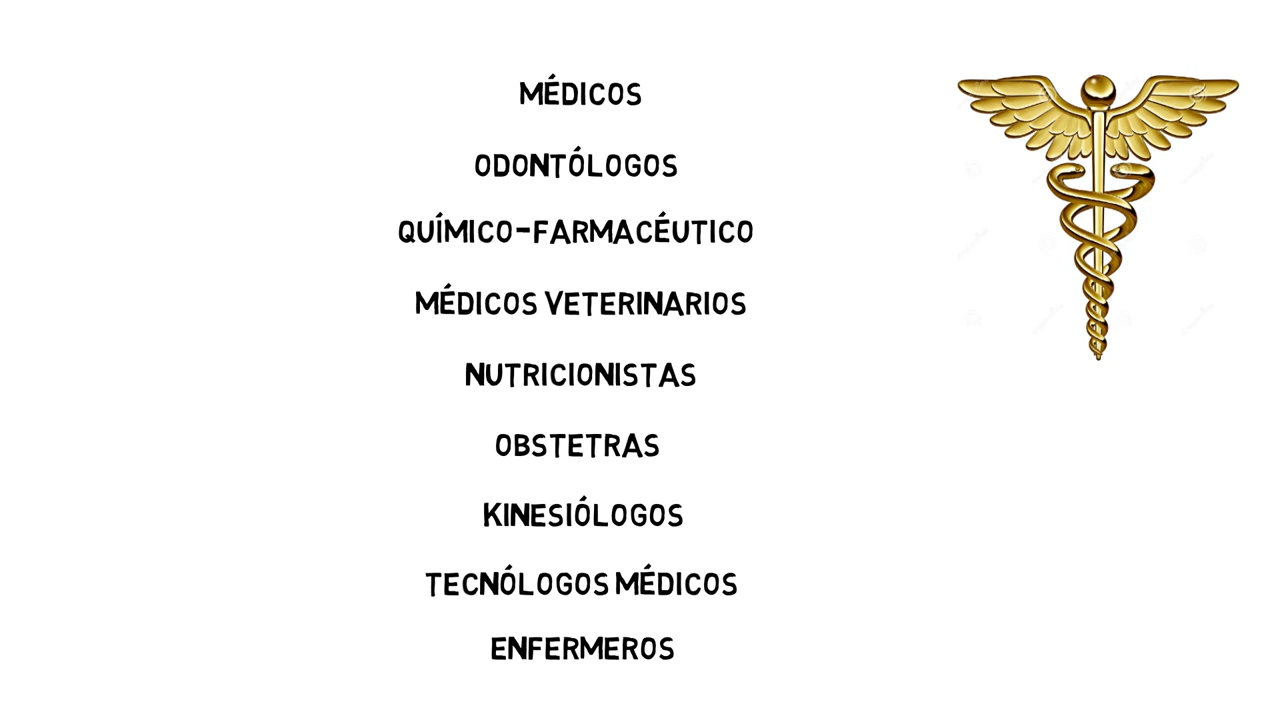 MÉDICOS
ODONTÓLOGOS
QUÍMICO-FARMACÉUTICO
MÉDICOS VETERINARIOS
NUTRICIONISTAS
OBSTETRAS
KINESIÓLOGOS
TECNÓLOGOS MÉDICOS
ENFERMEROS